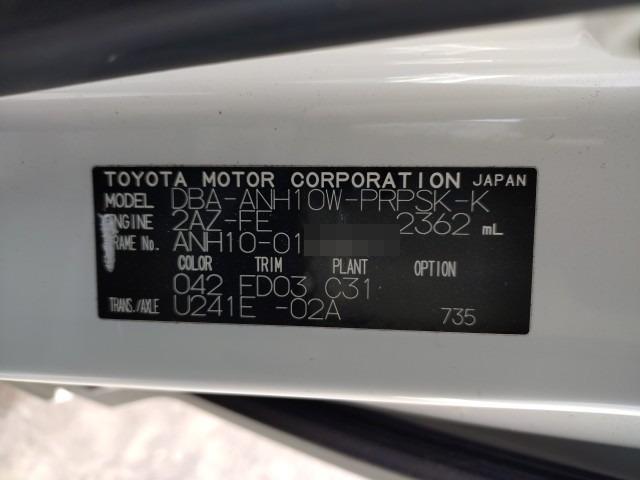 TOYOTA MOTOR CORPORATION JAPAN
MODEL DBA-ANH10W-PRPSK-K
ENGINE 2AZ-FE 2362 mL
FRAME No. ANH10-01
COLOR TRIM PLANT OPTION
042 FD03 C31
TRANS./AXLE U241E -02A 735